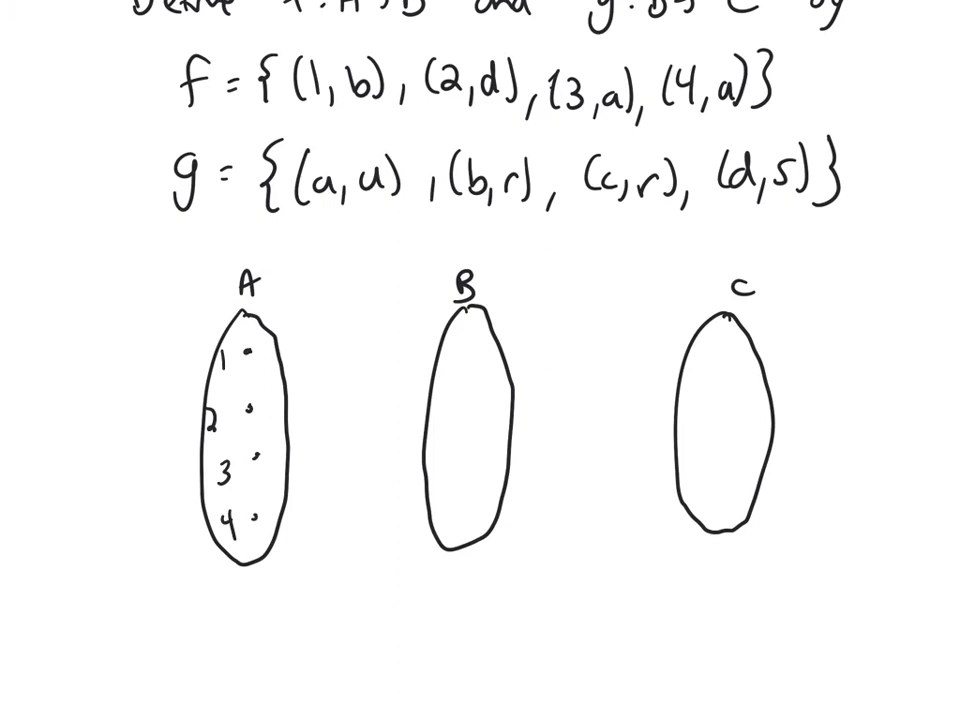 f = {(1,b), (2,d), (3,a), (4,a)}
g = {(a,u), (b,r), (c,r), (d,s)}
A B C
1
2
3
4